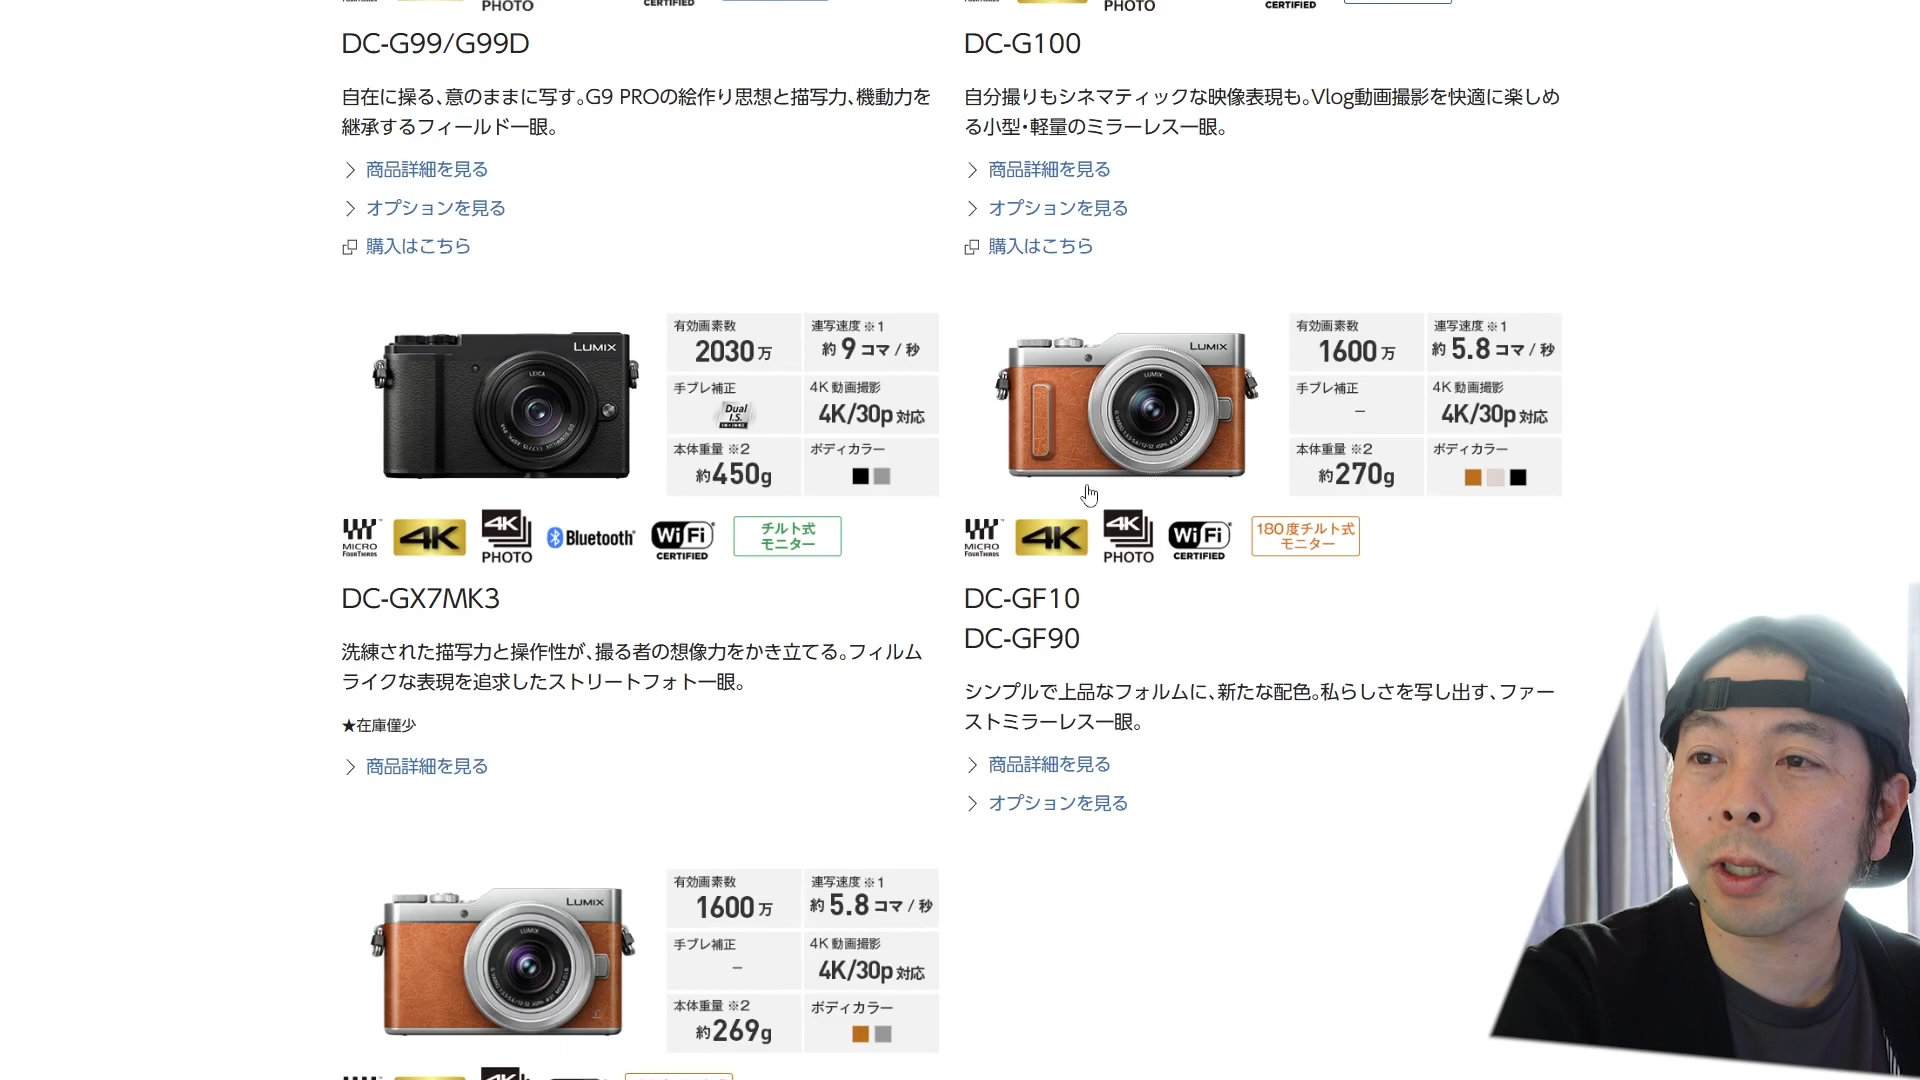 PHOTO
CERTIFIED
PHOTO
CERTIFIED
DC-G99/G99D
自在に操る、意のままに写す。G9 PROの絵作り思想と描写力、機動力を
継承するフィールド一眼。
商品詳細を見る
オプションを見る
購入はこちら
DC-G100
自分撮りもシネマティックな映像表現も。Vlog動画撮影を快適に楽しめ
る小型・軽量のミラーレス一眼。
商品詳細を見る
オプションを見る
購入はこちら
LUMIX
LEICA
有効画素数
2030万
連写速度 ※1
約9コマ / 秒
手ブレ補正
Dual I.S.
4K 動画撮影
4K/30p 対応
本体重量 ※2
約450g
ボディカラー
MICRO FOURTHIRDS
4K
4K PHOTO
Bluetooth
Wi Fi CERTIFIED
チルト式
モニター
DC-GX7MK3
洗練された描写力と操作性が、撮る者の想像力をかき立てる。フィルム
ライクな表現を追求したストリートフォト一眼。
★在庫僅少
商品詳細を見る
LUMIX
LUMIX
有効画素数
1600万
連写速度 ※1
約5.8コマ / 秒
手ブレ補正
–
4K 動画撮影
4K/30p 対応
本体重量 ※2
約270g
ボディカラー
MICRO FOURTHIRDS
4K
4K PHOTO
Wi Fi CERTIFIED
180度チルト式
モニター
DC-GF10
DC-GF90
シンプルで上品なフォルムに、新たな配色。私らしさを写し出す、ファー
ストミラーレス一眼。
商品詳細を見る
オプションを見る
LUMIX
LUMIX
有効画素数
1600万
連写速度 ※1
約5.8コマ / 秒
手ブレ補正
–
4K 動画撮影
4K/30p 対応
本体重量 ※2
約269g
ボディカラー
4K